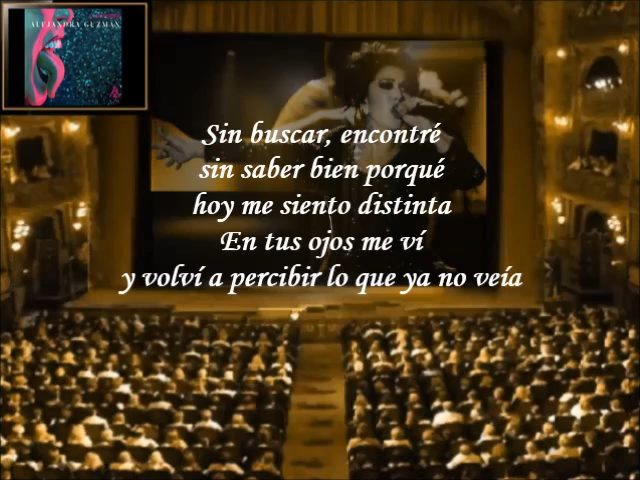 ALEJANDRA GUZMAN
Sin buscar, encontré
sin saber bien porqué
hoy me siento distinta
En tus ojos me ví
y volví a percibir lo que ya no veía